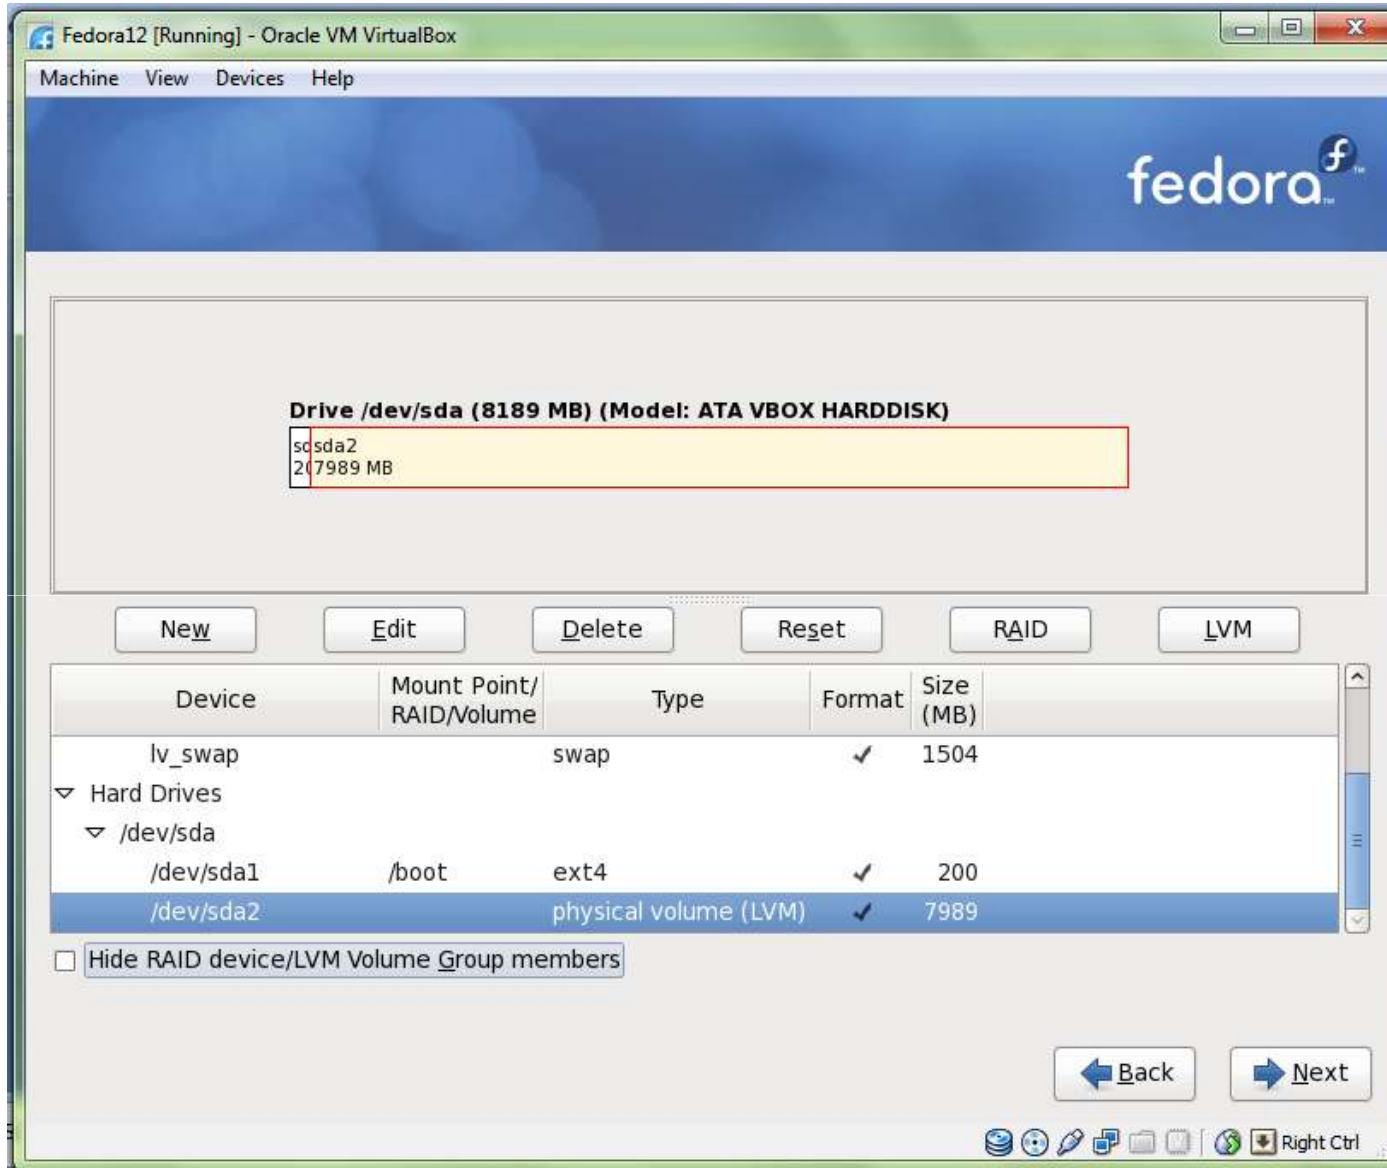 Fedora12 [Running] - Oracle VM VirtualBox
Machine View Devices Help
fedora
Drive /dev/sda (8189 MB) (Model: ATA VBOX HARDDISK)
sda2
7989 MB
New Edit Delete Reset RAID LVM
Device Mount Point/ RAID/Volume Type Format Size (MB)
lv_swap swap 1504
Hard Drives
/dev/sda
/dev/sda1 /boot ext4 200
/dev/sda2 physical volume (LVM) 7989
Hide RAID device/LVM Volume Group members
Back Next
Right Ctrl